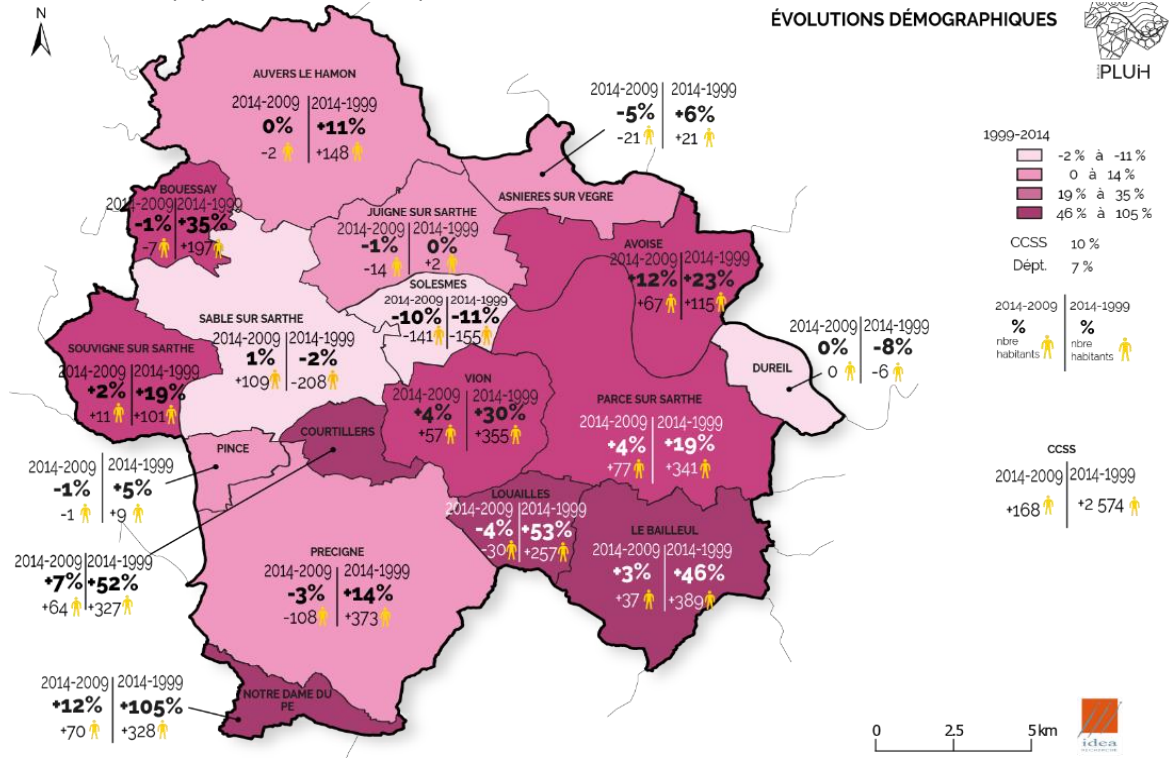 N
ÉVOLUTIONS DÉMOGRAPHIQUES
PLUiH
1999-2014
-2 % à -11%
0 à 14 %
19 % à 35 %
46 % à 105 %
CCSS 10 %
Dépt. 7 %
2014-2009 2014-1999
% %
nbre habitants nbre habitants
CCSS
2014-2009 2014-1999
+168 +2 574
AUVERS LE HAMON
2014-2009 2014-1999
0% +11%
-2 +148
2014-2009 2014-1999
-5% +6%
-21 +21
ASNIERES SUR VEGRE
BOUESSAY
2014-2009 2014-1999
-1% +35%
-7 +197
JUIGNE SUR SARTHE
2014-2009 2014-1999
-1% 0%
-14 +2
AVOISE
2014-2009 2014-1999
+12% +23%
+67 +115
SOLESMES
2014-2009 2014-1999
-10% -11%
-141 -155
SABLE SUR SARTHE
2014-2009 2014-1999
1% -2%
+109 -208
SOUVIGNE SUR SARTHE
2014-2009 2014-1999
+2% +19%
+11 +101
2014-2009 2014-1999
0% -8%
0 -6
DUREIL
VION
2014-2009 2014-1999
+4% +30%
+57 +355
PARCE SUR SARTHE
2014-2009 2014-1999
+4% +19%
+77 +341
COURTILLERS
PINCE
2014-2009 2014-1999
-1% +5%
-1 +9
LOUAILLES
2014-2009 2014-1999
-4% +53%
-30 +257
LE BAILLEUL
2014-2009 2014-1999
+3% +46%
+37 +389
2014-2009 2014-1999
+7% +52%
+64 +327
PRECIGNE
2014-2009 2014-1999
-3% +14%
-108 +373
2014-2009 2014-1999
+12% +105%
+70 +328
NOTRE DAME DU
PE
0 2.5 5 km
idea
RECHERCHE